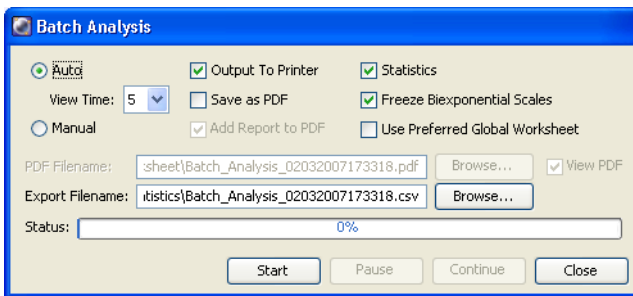 Batch Analysis
Auto Output To Printer Statistics
View Time: 5 Save as PDF Freeze Biexponential Scales
Manual Add Report to PDF Use Preferred Global Worksheet
PDF Filename: :sheet\Batch_Analysis_02032007173318.pdf Browse... View PDF
Export Filename: ıtistics\Batch_Analysis_02032007173318.csv Browse...
Status: 0%
Start Pause Continue Close